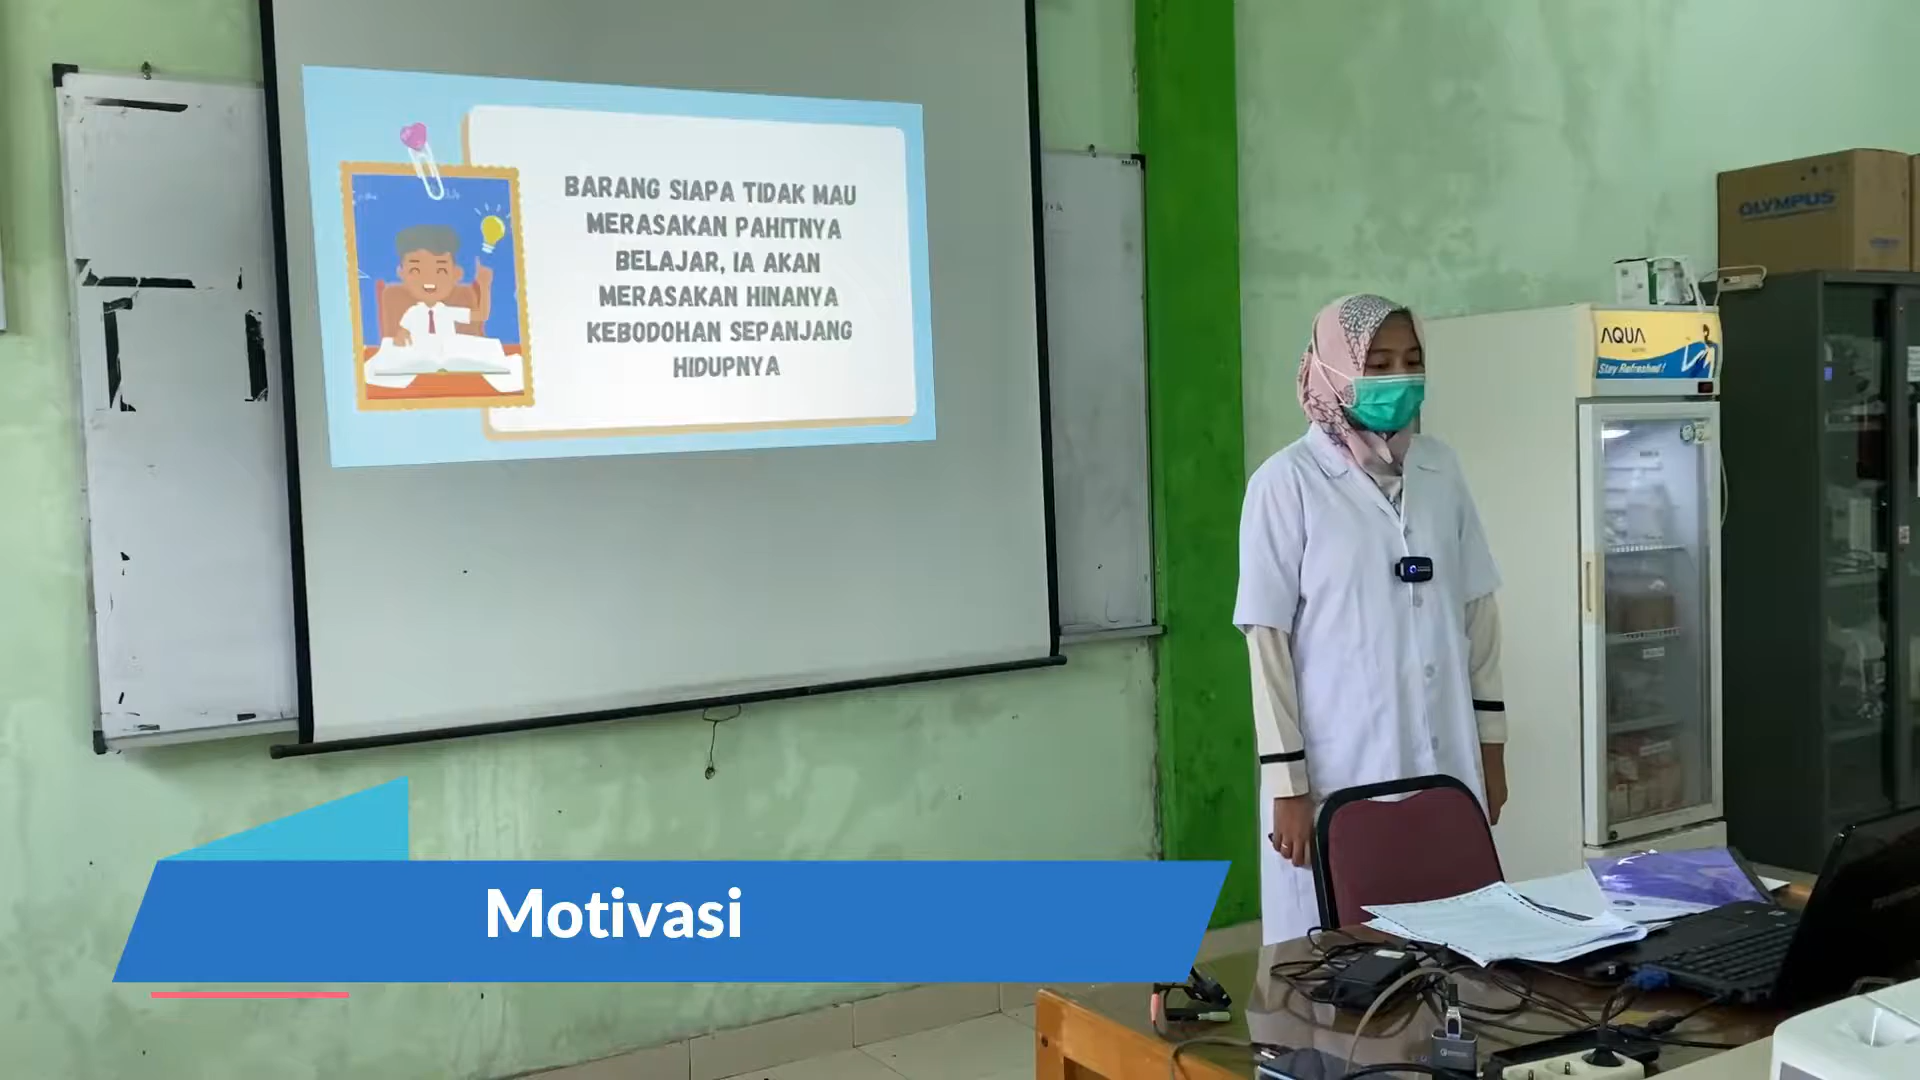 BARANG SIAPA TIDAK MAU
MERASAKAN PAHITNYA
BELAJAR, IA AKAN
MERASAKAN HINANYA
KEBODOHAN SEPANJANG
HIDUPNYA
OLYMPUS
AQUA
Stay Refreshed!
Motivasi